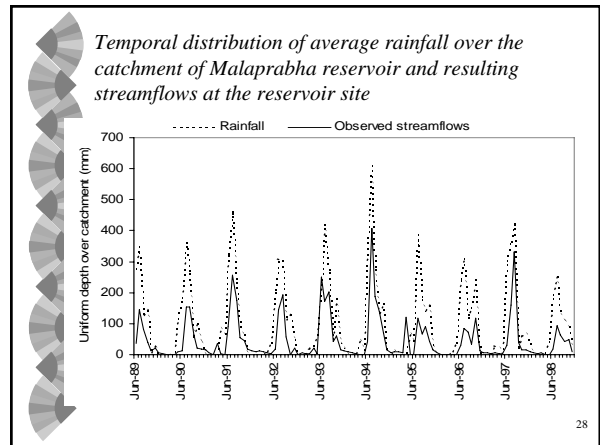 Temporal distribution of average rainfall over the
catchment of Malaprabha reservoir and resulting
streamflows at the reservoir site
Rainfall Observed streamflows
Uniform depth over catchment (mm)
700
600
500
400
300
200
100
0
Jun-89 Jun-90 Jun-91 Jun-92 Jun-93 Jun-94 Jun-95 Jun-96 Jun-97 Jun-98
28